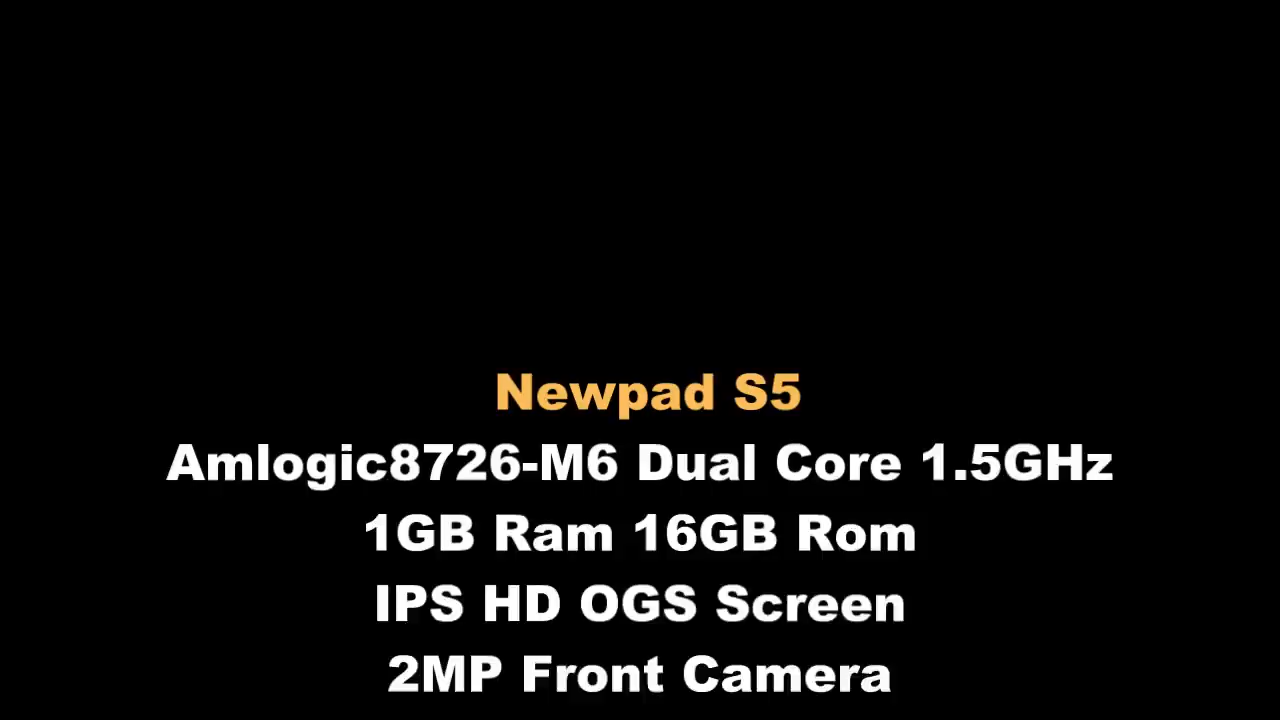 Newpad S5
Amlogic8726-M6 Dual Core 1.5GHz
1GB Ram 16GB Rom
IPS HD OGS Screen
2MP Front Camera